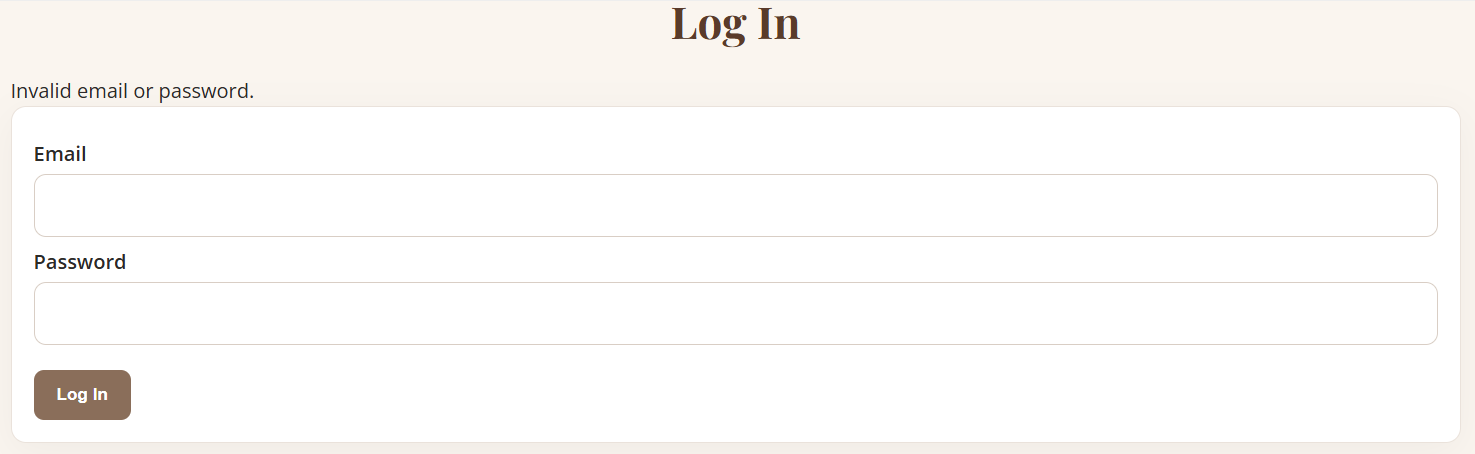 Log In
Invalid email or password.
Email
Password
Log In